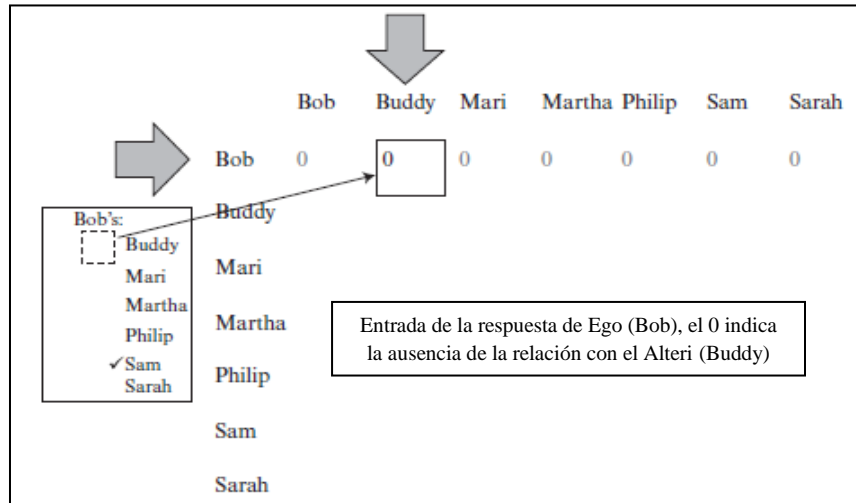 Bob Buddy Mari Martha Philip Sam Sarah
Bob 0 0 0 0 0 0 0
Buddy
Mari
Martha
Philip
Sam
Sarah
Bob's:
Buddy
Mari
Martha
Philip
✓Sam
Sarah
Entrada de la respuesta de Ego (Bob), el 0 indica
la ausencia de la relación con el Alteri (Buddy)